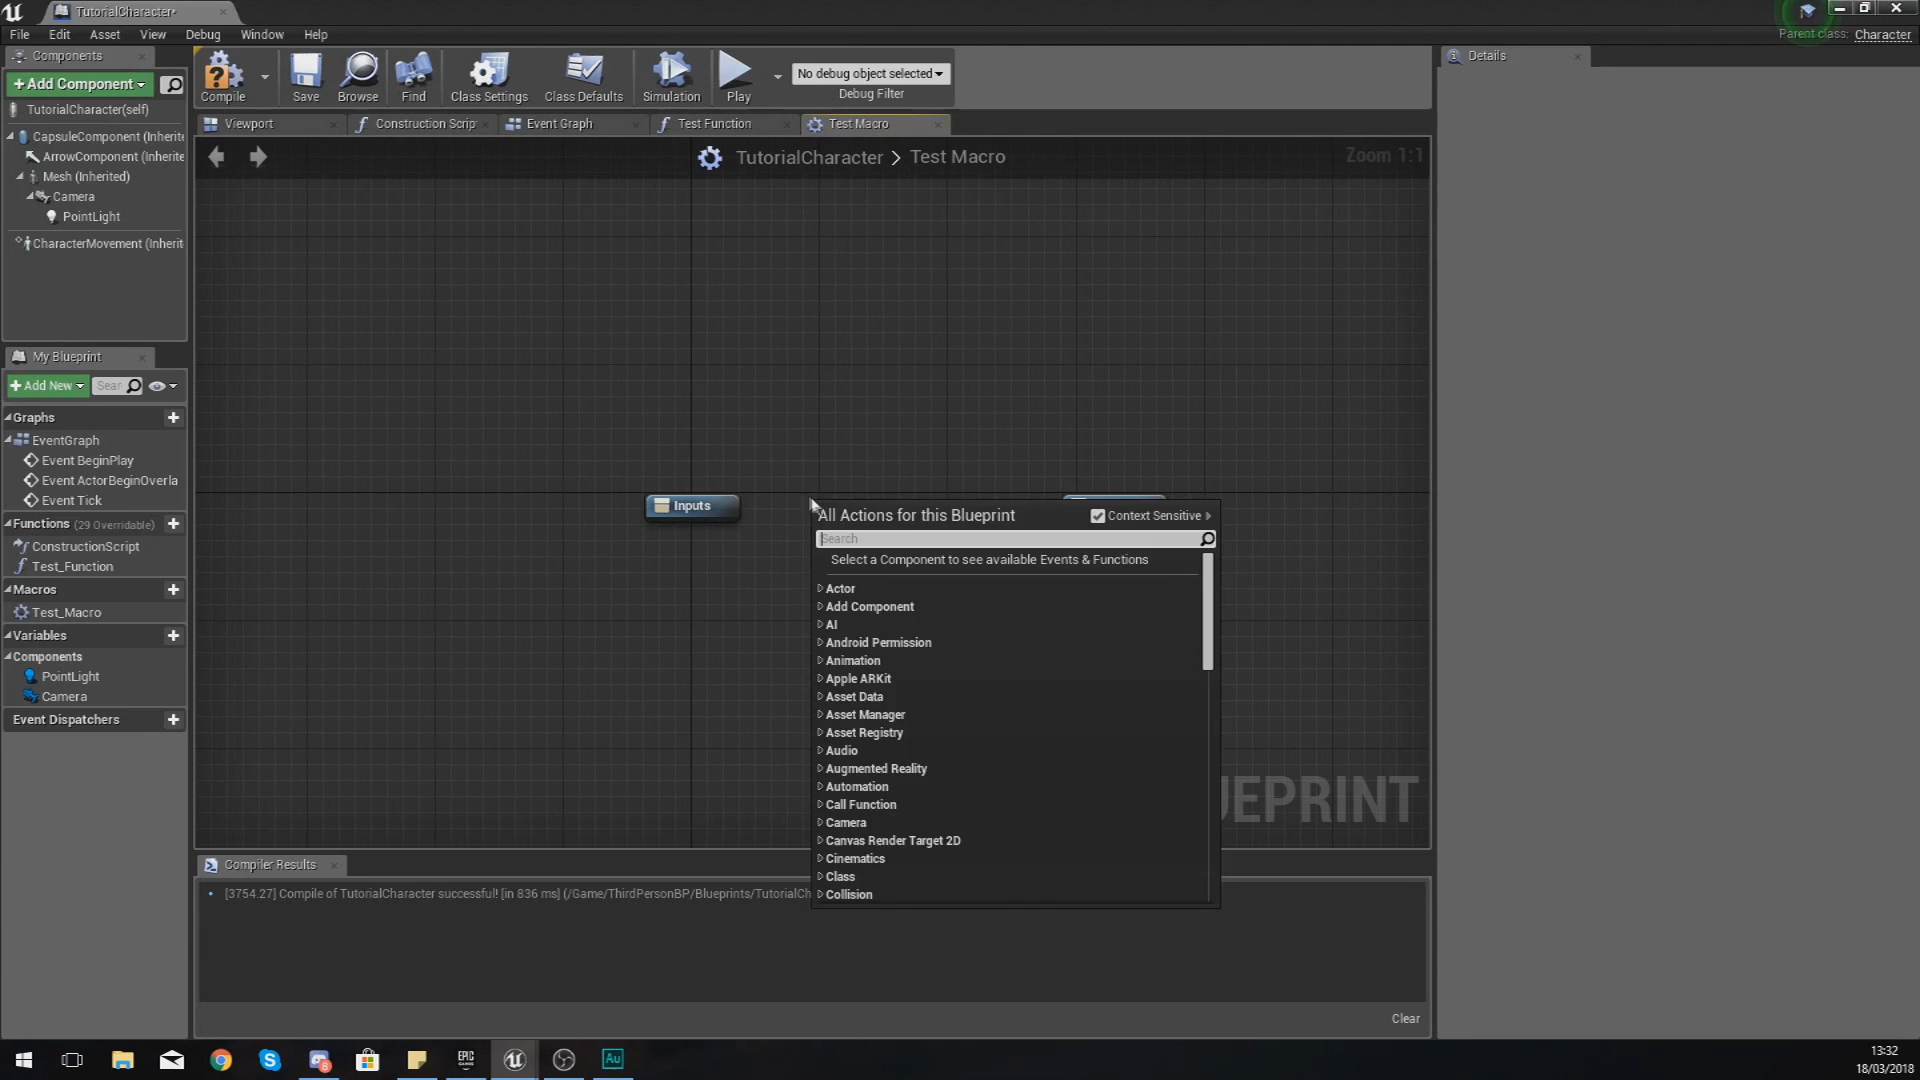 TutorialCharacter*
File Edit Asset View Debug Window Help
Parent class: Character
Components
+ Add Component
TutorialCharacter(self)
CapsuleComponent (Inherite
ArrowComponent (Inherite
Mesh (Inherited)
Camera
PointLight
CharacterMovement (Inherit
Compile
Save
Browse
Find
Class Settings
Class Defaults
Simulation
Play
No debug object selected
Debug Filter
Viewport
Construction Scrip
Event Graph
Test Function
Test Macro
TutorialCharacter > Test Macro
Zoom 1:1
Details
My Blueprint
+ Add New
Sear
Graphs
EventGraph
Event BeginPlay
Event ActorBeginOverla
Event Tick
Functions (29 Overridable)
ConstructionScript
Test_Function
Macros
Test_Macro
Variables
Components
PointLight
Camera
Event Dispatchers
Inputs
All Actions for this Blueprint
Context Sensitive
Search
Select a Component to see available Events & Functions
Actor
Add Component
AI
Android Permission
Animation
Apple ARKit
Asset Data
Asset Manager
Asset Registry
Audio
Augmented Reality
Automation
Call Function
Camera
Canvas Render Target 2D
Cinematics
Class
Collision
UEPRINT
Compiler Results
[3754.27] Compile of TutorialCharacter successful! [in 836 ms] (/Game/ThirdPersonBP/Blueprints/TutorialCh
Clear
EPIC
GAMES
Au
8
13:32
18/03/2018